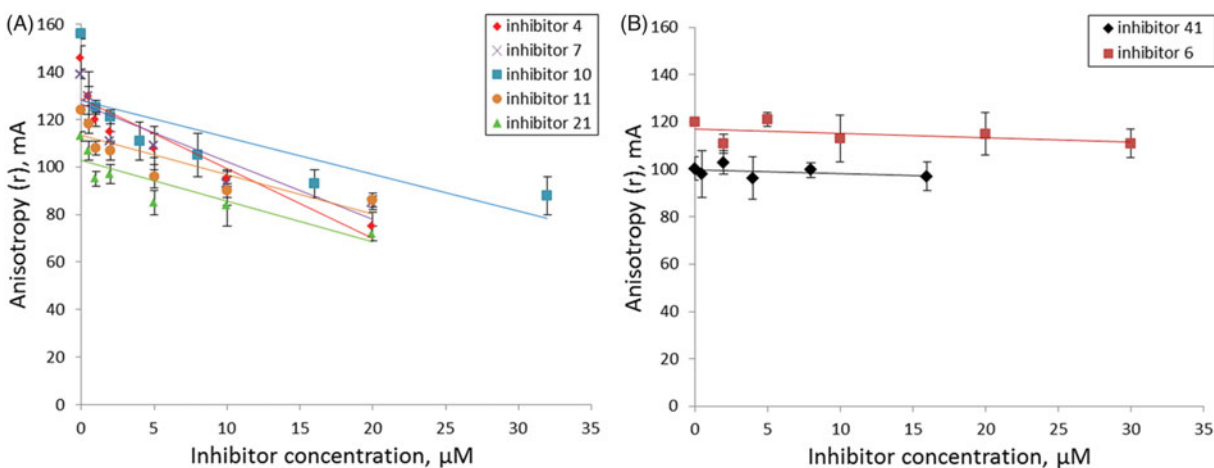 (A)
160
140
120
100
80
60
40
20
0
Anisotropy (r), mA
0 5 10 15 20 25 30 35
Inhibitor concentration, µM
inhibitor 4
inhibitor 7
inhibitor 10
inhibitor 11
inhibitor 21
(B)
160
140
120
100
80
60
40
20
0
Anisotropy (r), mA
0 5 10 15 20 25 30 35
Inhibitor concentration, µM
inhibitor 41
inhibitor 6